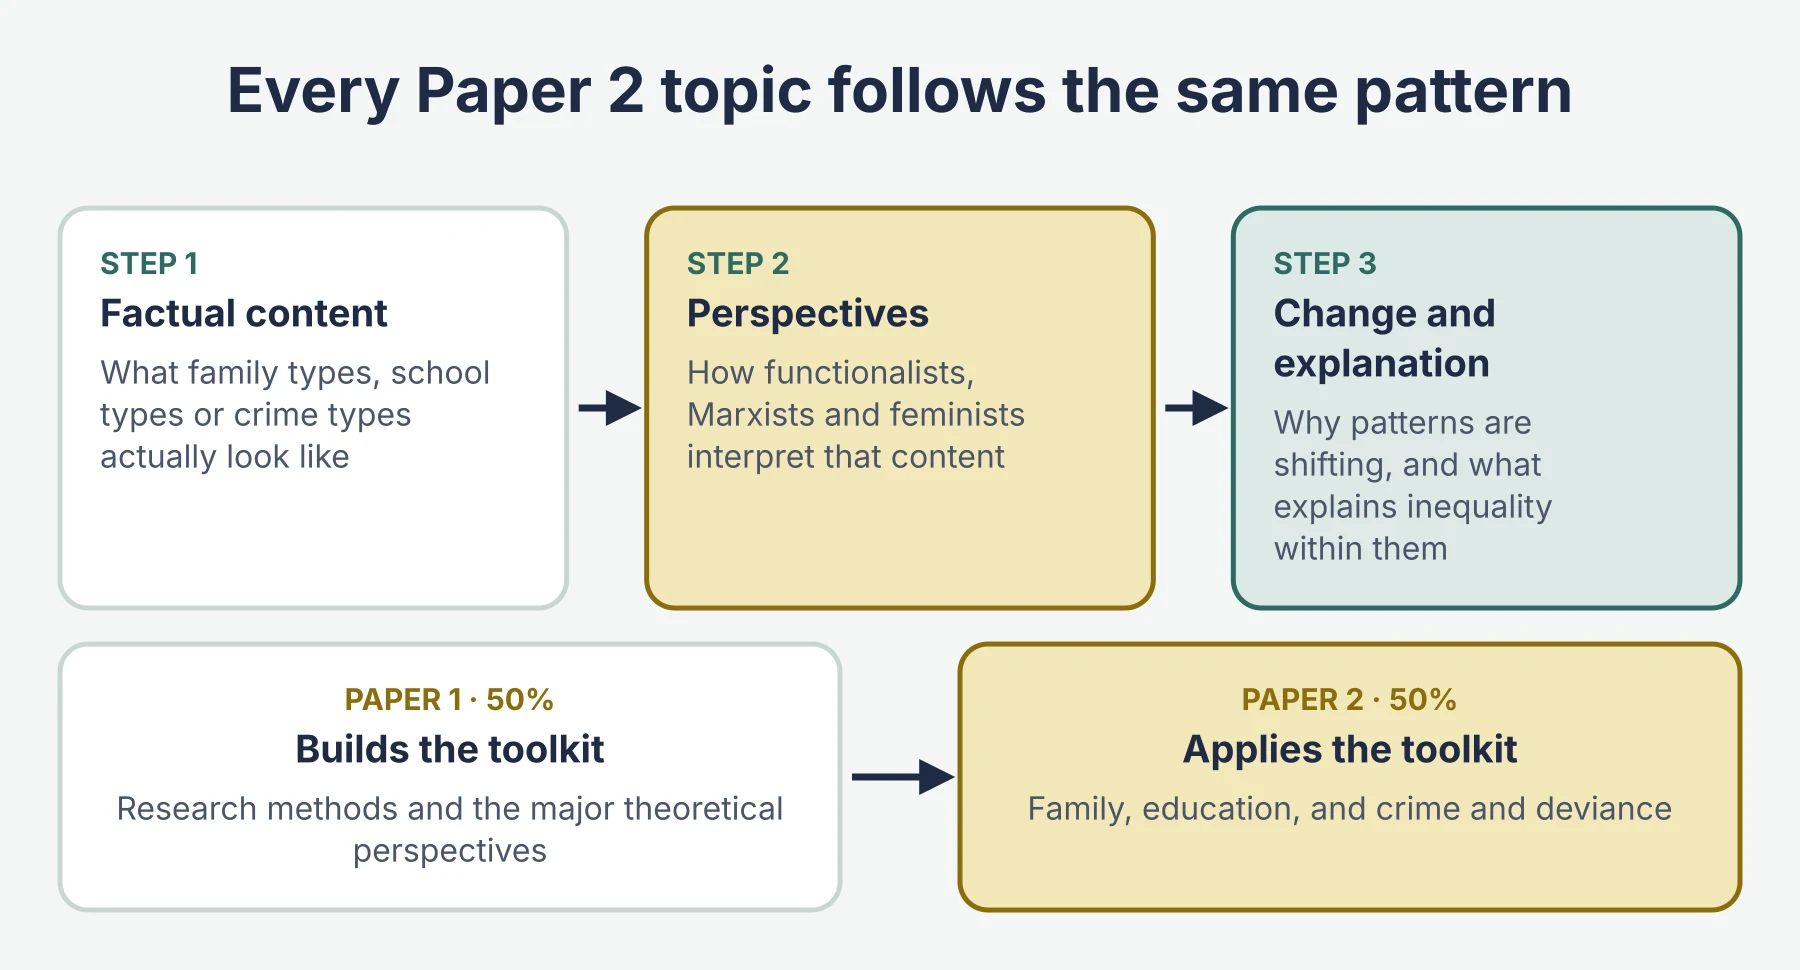 Every Paper 2 topic follows the same pattern
STEP 1
Factual content
What family types, school
types or crime types
actually look like
STEP 2
Perspectives
How functionalists,
Marxists and feminists
interpret that content
STEP 3
Change and
explanation
Why patterns are
shifting, and what
explains inequality
within them
PAPER 1 · 50%
Builds the toolkit
Research methods and the major theoretical
perspectives
PAPER 2 · 50%
Applies the toolkit
Family, education, and crime and deviance